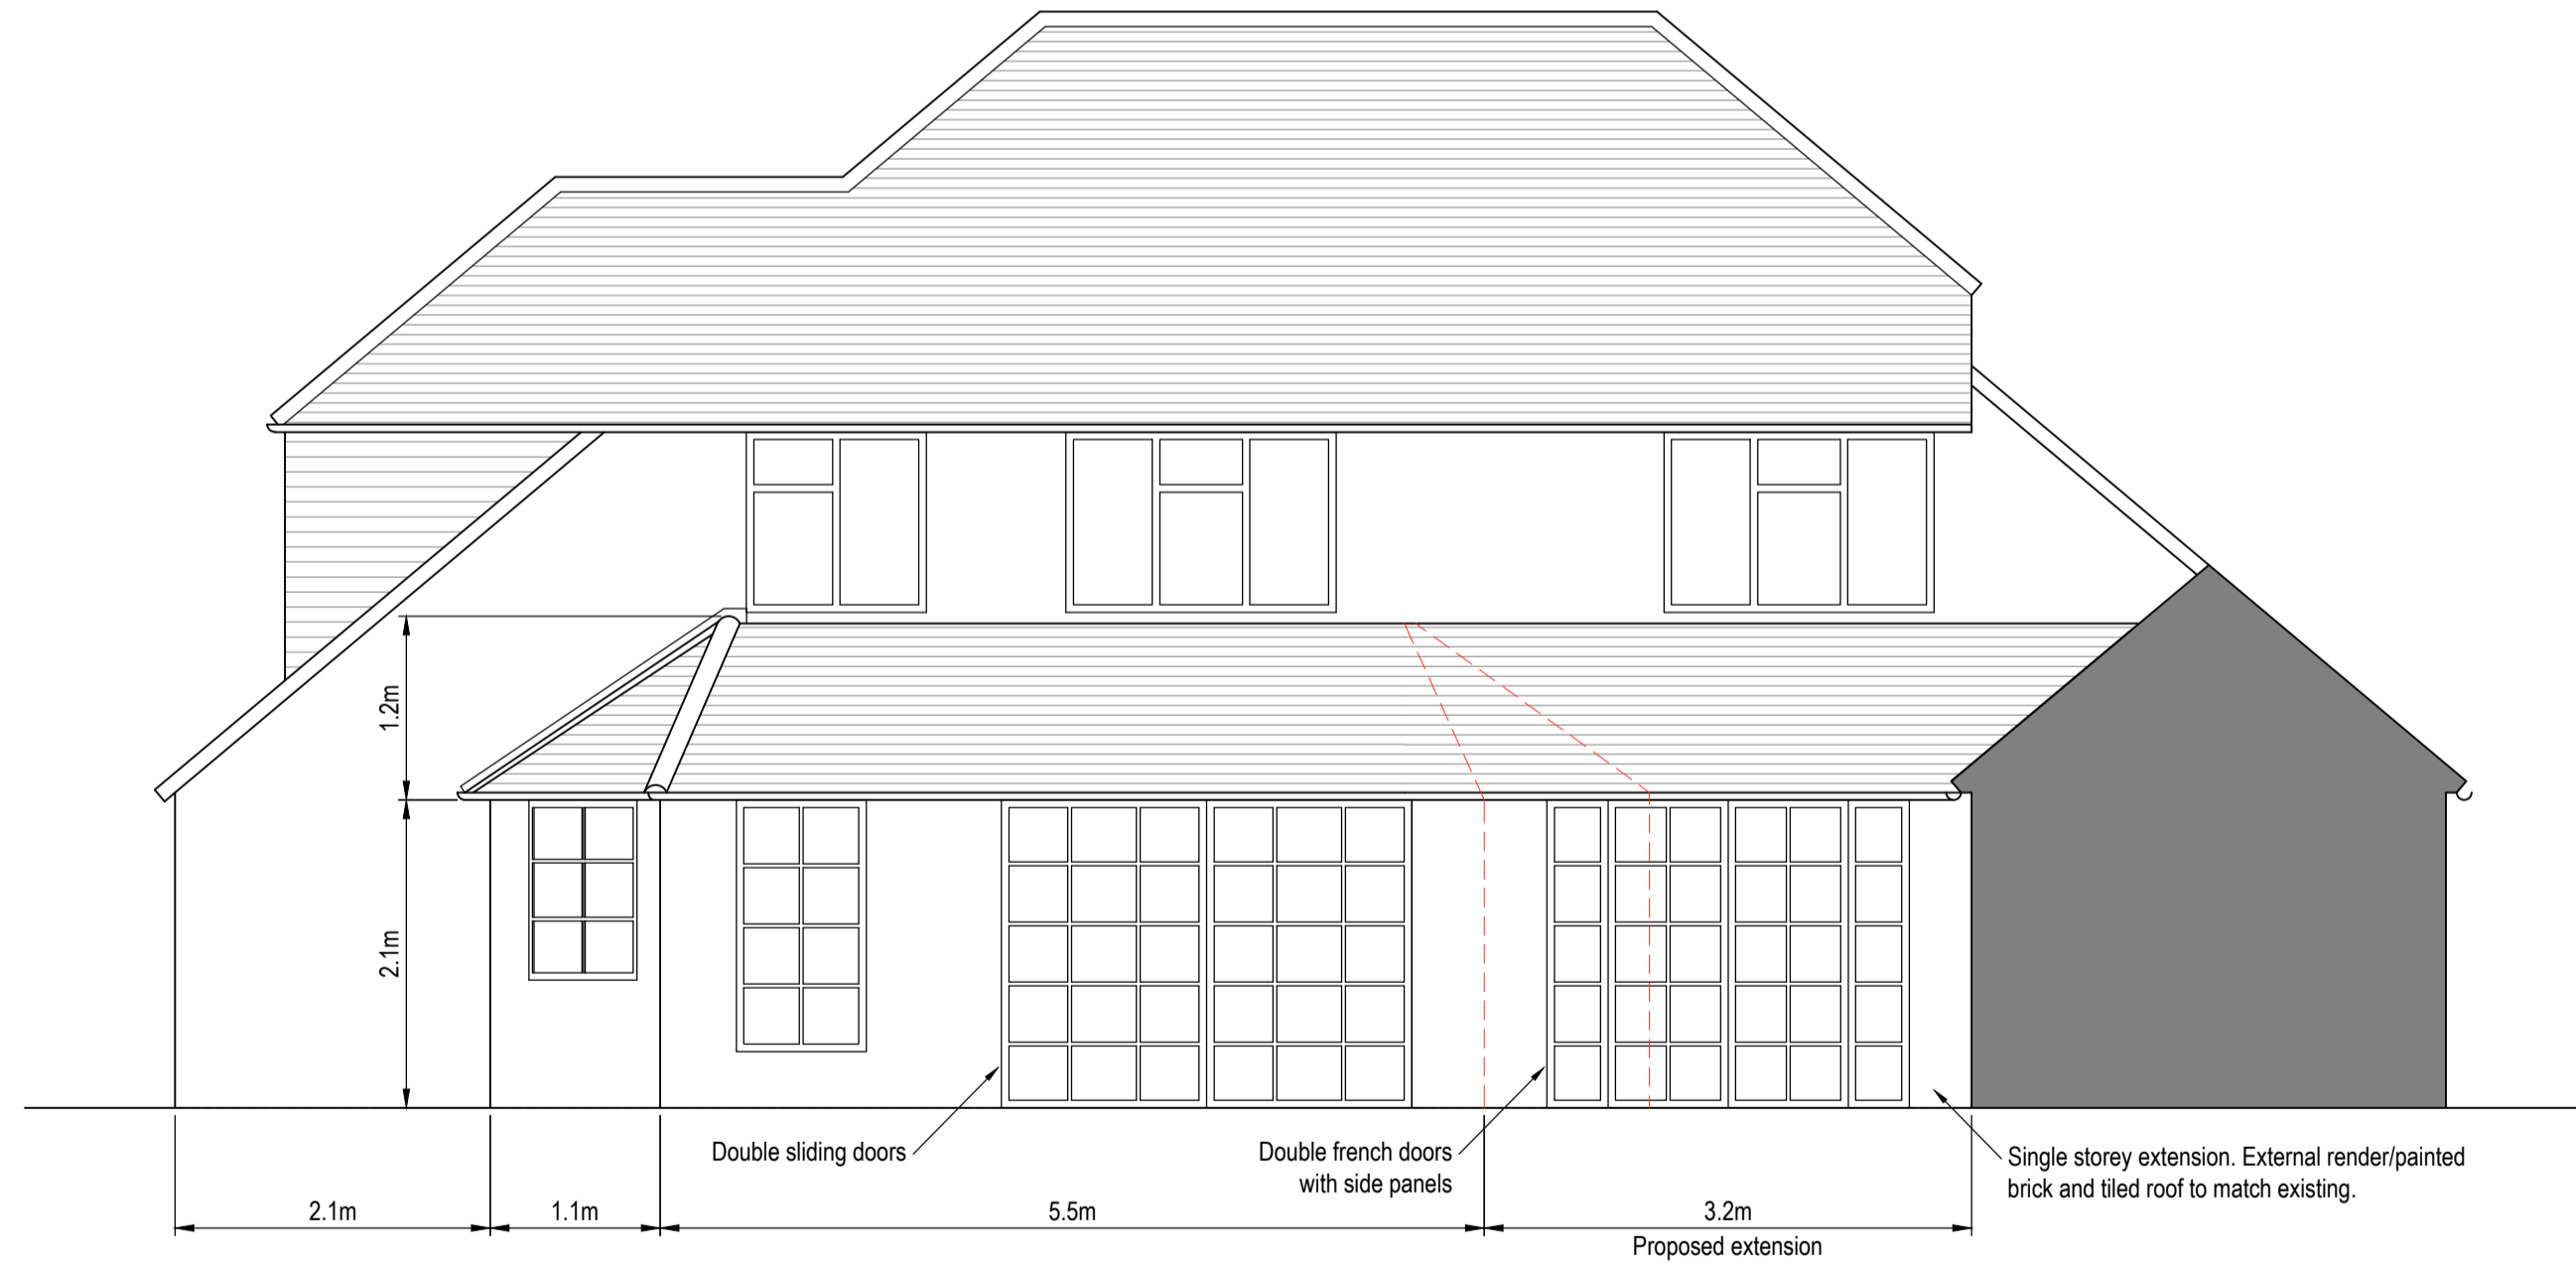 1.2m
2.1m
Double sliding doors
Double french doors
with side panels
Single storey extension. External render/painted
brick and tiled roof to match existing.
2.1m
1.1m
5.5m
3.2m
Proposed extension